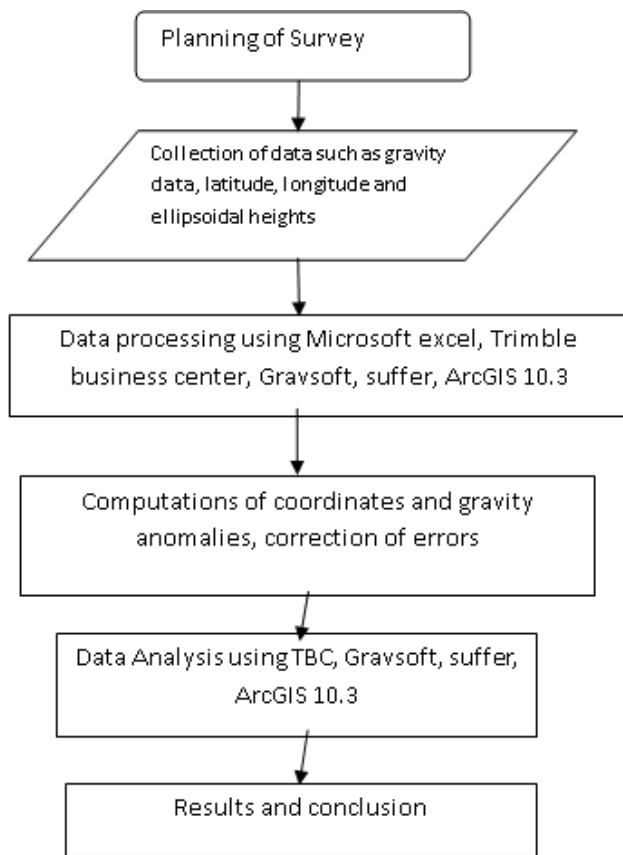 Planning of Survey
Collection of data such as gravity
data, latitude, longitude and
ellipsoidal heights
Data processing using Microsoft excel, Trimble
business center, Gravsoft, suffer, ArcGIS 10.3
Computations of coordinates and gravity
anomalies, correction of errors
Data Analysis using TBC, Gravsoft, suffer,
ArcGIS 10.3
Results and conclusion